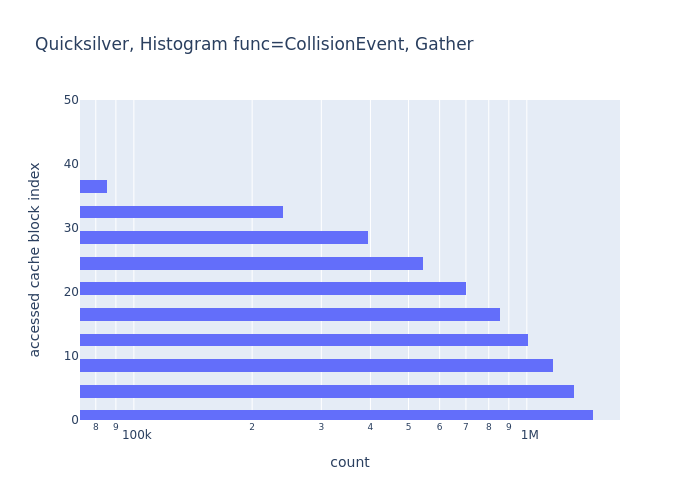 Quicksilver, Histogram func=CollisionEvent, Gather
50
40
30
20
10
0
accessed cache block index
8 9 100k 2 3 4 5 6 7 8 9 1M
count